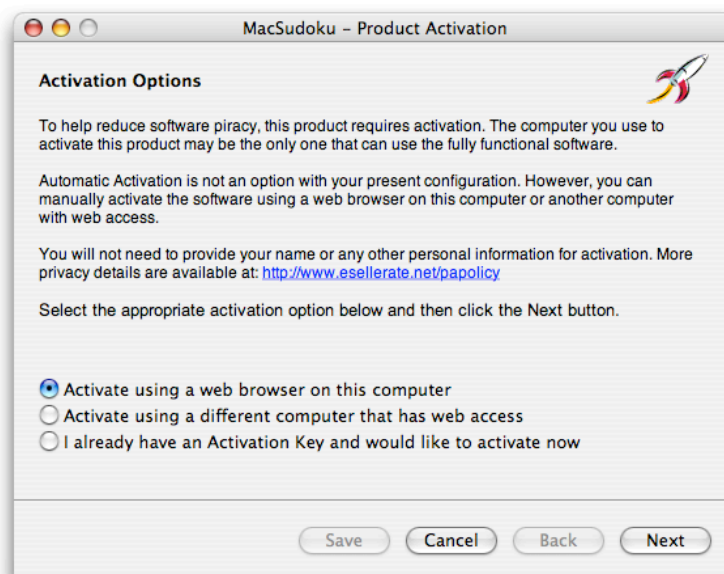 MacSudoku – Product Activation
Activation Options
To help reduce software piracy, this product requires activation. The computer you use to
activate this product may be the only one that can use the fully functional software.
Automatic Activation is not an option with your present configuration. However, you can
manually activate the software using a web browser on this computer or another computer
with web access.
You will not need to provide your name or any other personal information for activation. More
privacy details are available at: http://www.esellerate.net/papolicy
Select the appropriate activation option below and then click the Next button.
Activate using a web browser on this computer
Activate using a different computer that has web access
I already have an Activation Key and would like to activate now
Save Cancel Back Next